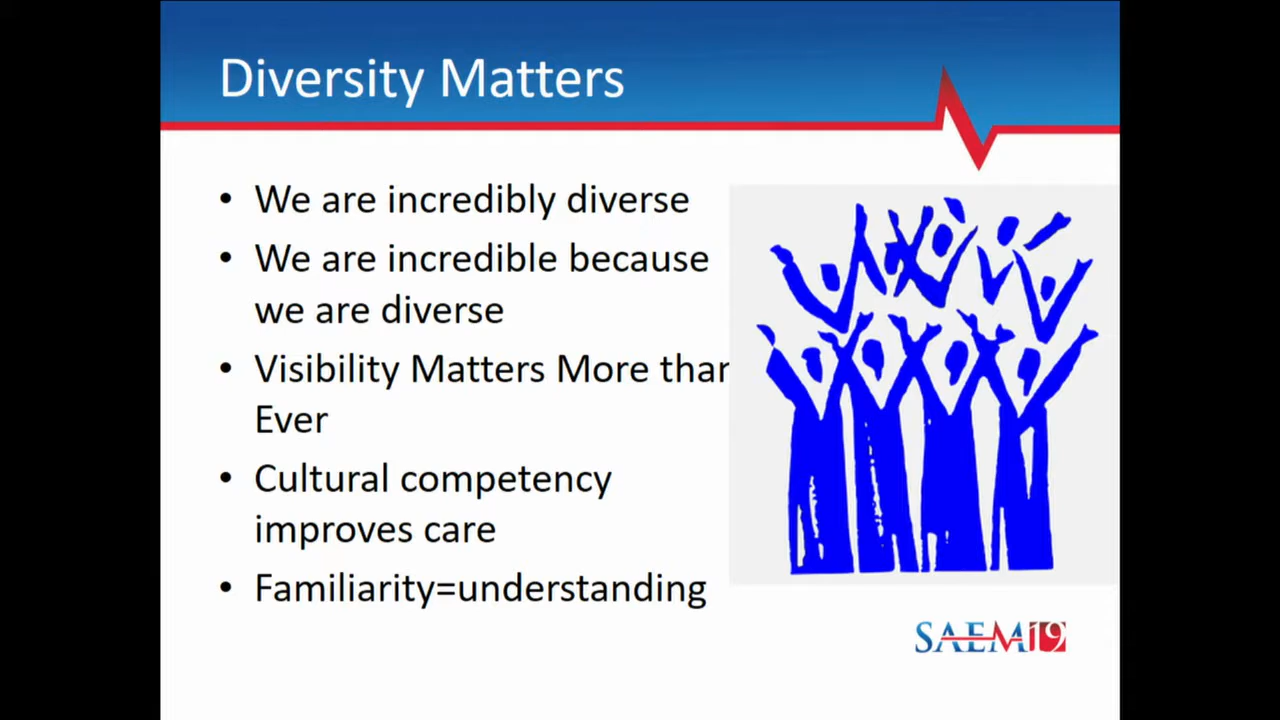 Diversity Matters
• We are incredibly diverse
• We are incredible because
we are diverse
• Visibility Matters More than
Ever
• Cultural competency
improves care
• Familiarity=understanding
SAEM19